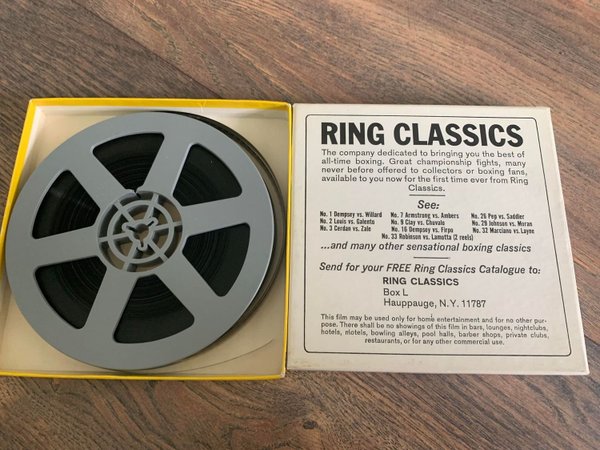 RING CLASSICS
The company dedicated to bringing you the best of
all-time boxing. Great championship fights, many
never before offered to collectors or boxing fans,
available to you now for the first time ever from Ring
Classics.
See:
No. 1 Dempsey vs. Willard No. 7 Armstrong vs. Ambers No. 26 Pep vs. Saddler
No. 2 Louis vs. Galento No. 9 Clay vs. Chuvalo No. 29 Johnson vs. Moran
No. 3 Cerdan vs. Zale No. 16 Dempsey vs. Firpo No. 32 Marciano vs. Layne
No. 33 Robinson vs. Lamotta (2 reels)
...and many other sensational boxing classics
Send for your FREE Ring Classics Catalogue to:
RING CLASSICS
Box L
Hauppauge, N.Y. 11787
This film may be used only for home entertainment and for no other pur-
pose. There shall be no showings of this film in bars, lounges, nightclubs,
hotels, motels, bowling alleys, pool halls, barber shops, private clubs,
restaurants, or for any other commercial use.